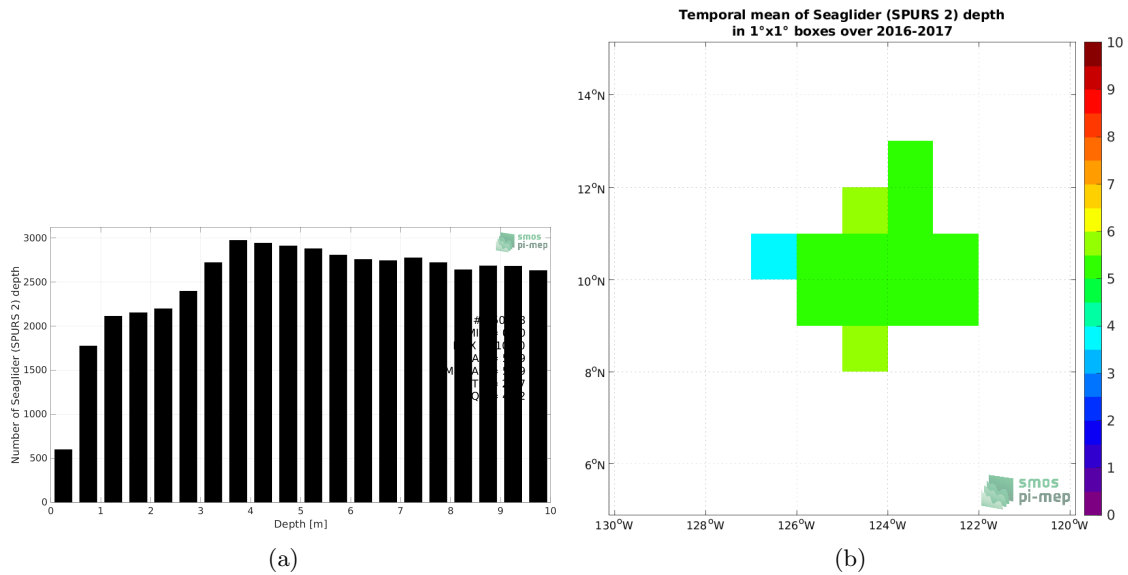 Temporal mean of Seaglider (SPURS 2) depth
in 1°x1° boxes over 2016-2017
Number of Seaglider (SPURS 2) depth
3000
2500
2000
1500
1000
500
0
0 1 2 3 4 5 6 7 8 9 10
Depth [m]
smos
pi-mep
(a)
14°N
12°N
10°N
8°N
6°N
130°W 128°W 126°W 124°W 122°W 120°W
10
9
8
7
6
5
4
3
2
1
0
smos
pi-mep
(b)